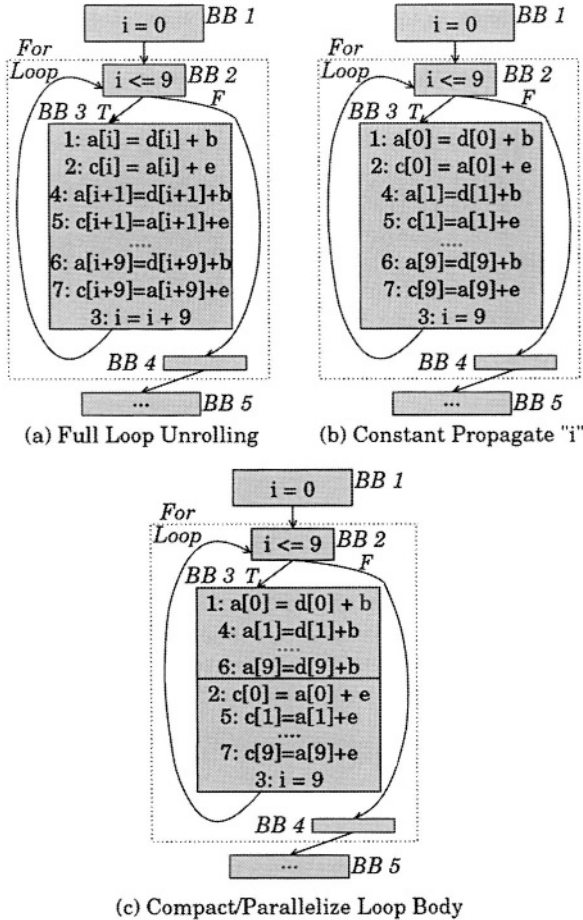 i = 0
BB 1
For
Loop
i <= 9
BB 2
BB 3
T
F
1: a[i] = d[i] + b
2: c[i] = a[i] + e
4: a[i+1]=d[i+1]+b
5: c[i+1]=a[i+1]+e
....
6: a[i+9]=d[i+9]+b
7: c[i+9]=a[i+9]+e
3: i = i + 9
BB 4
...
BB 5
(a) Full Loop Unrolling
i = 0
BB 1
For
Loop
i <= 9
BB 2
BB 3
T
F
1: a[0] = d[0] + b
2: c[0] = a[0] + e
4: a[1]=d[1]+b
5: c[1]=a[1]+e
....
6: a[9]=d[9]+b
7: c[9]=a[9]+e
3: i = 9
BB 4
...
BB 5
(b) Constant Propagate "i"
i = 0
BB 1
For
Loop
i <= 9
BB 2
BB 3
T
F
1: a[0] = d[0] + b
4: a[1]=d[1]+b
....
6: a[9]=d[9]+b
2: c[0] = a[0] + e
5: c[1]=a[1]+e
....
7: c[9]=a[9]+e
3: i = 9
BB 4
...
BB 5
(c) Compact/Parallelize Loop Body